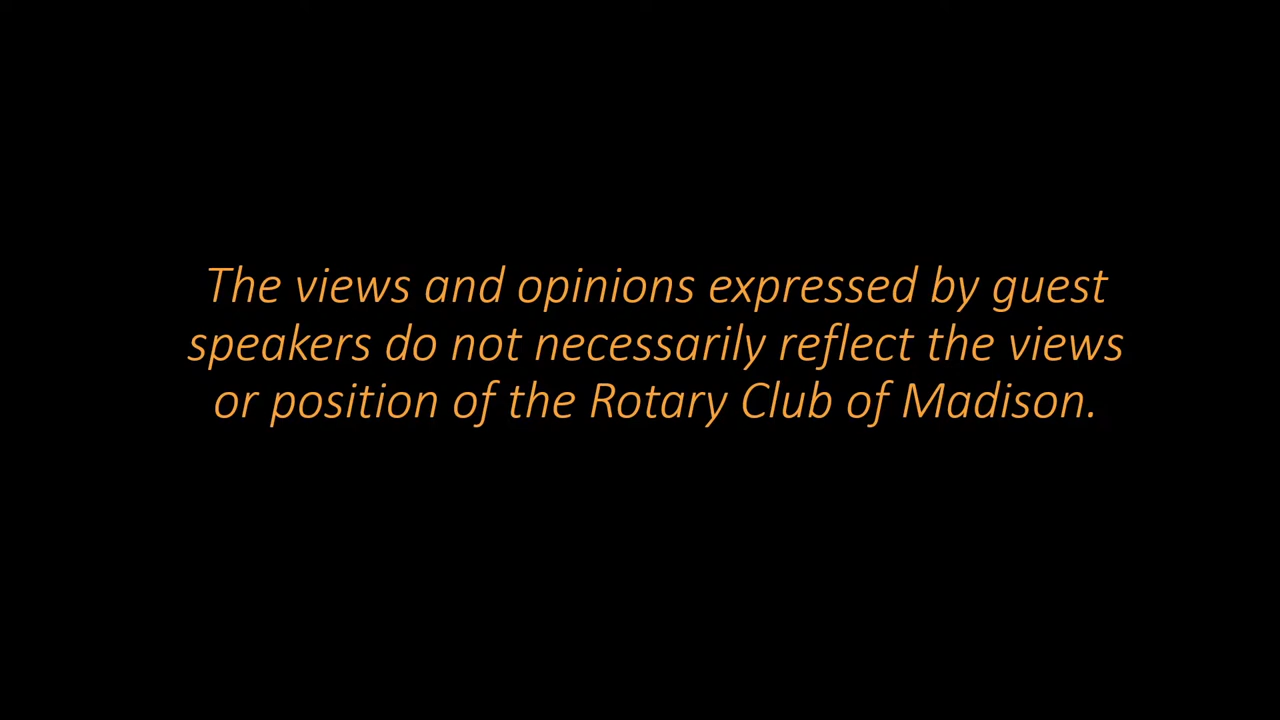 The views and opinions expressed by guest
speakers do not necessarily reflect the views
or position of the Rotary Club of Madison.